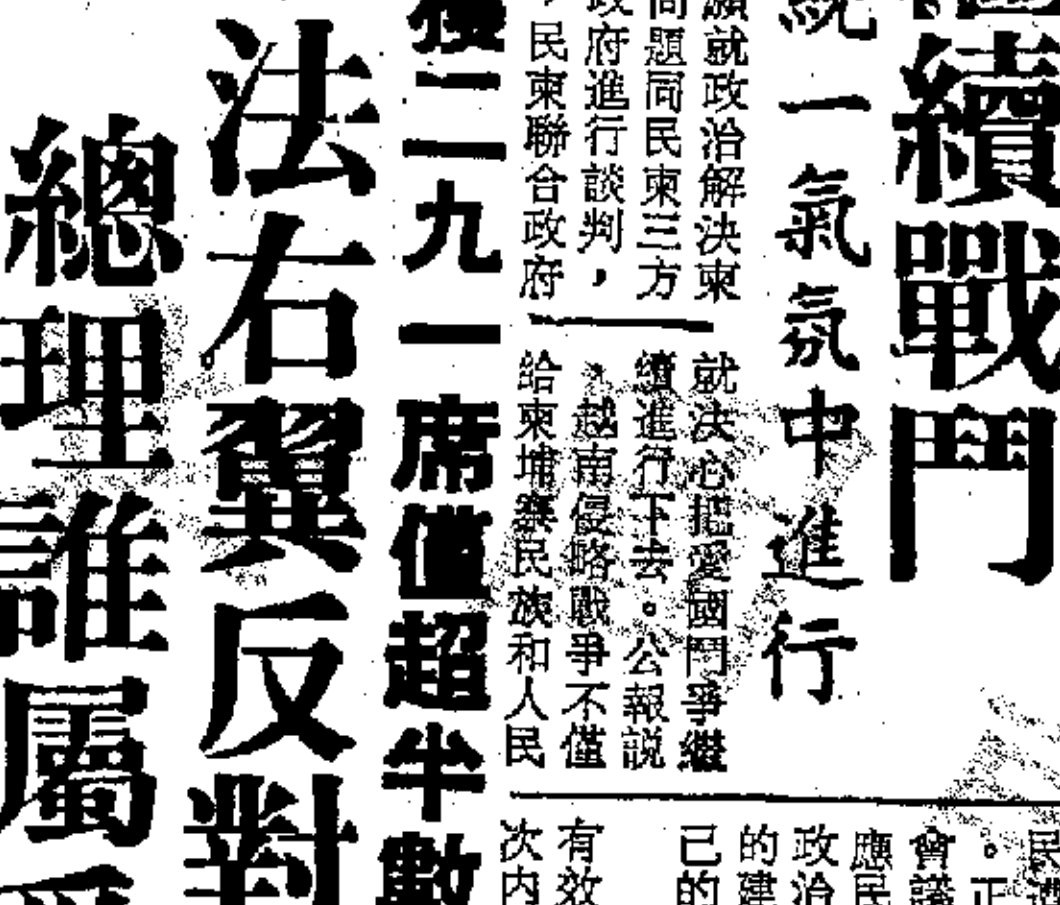 續戰鬥
統一氣氛中進行
願就政治解決柬
問題同民柬三方
政府進行談判，
民柬聯合政府
就決心把愛國鬥爭繼
續進行下去。公報説
，越南侵略戰爭不僅
給柬埔寨民族和人民
獲二九一席僅超半數
法右翼反對
總理誰屬
應民
政治
的建
已的
有效
次内
會議
。正